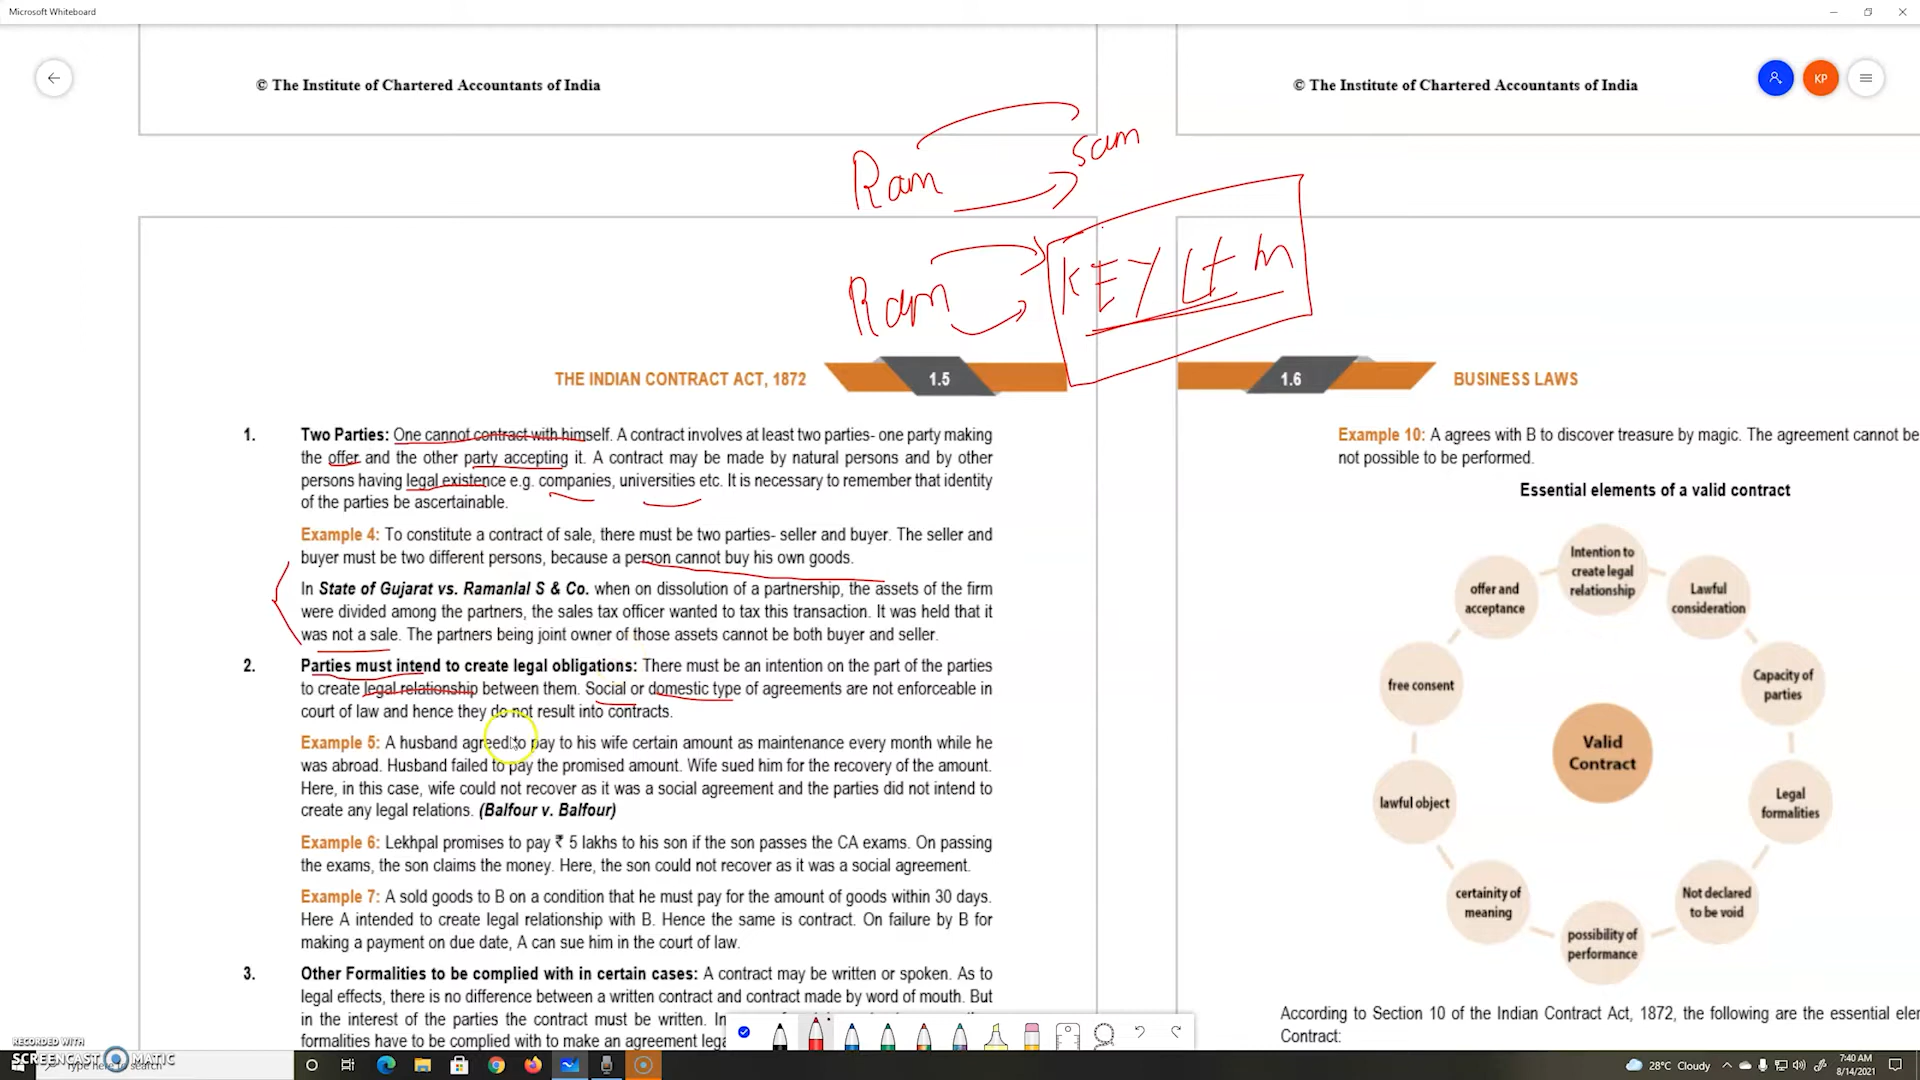 Microsoft Whiteboard
© The Institute of Chartered Accountants of India
© The Institute of Chartered Accountants of India
KP
Ram
Sam
Ram
KEY
THE INDIAN CONTRACT ACT, 1872
1.5
1. Two Parties: One cannot contract with himself. A contract involves at least two parties- one party making
the offer and the other party accepting it. A contract may be made by natural persons and by other
persons having legal existence e.g. companies, universities etc. It is necessary to remember that identity
of the parties be ascertainable.
Example 4: To constitute a contract of sale, there must be two parties- seller and buyer. The seller and
buyer must be two different persons, because a person cannot buy his own goods.
In State of Gujarat vs. Ramanlal S & Co. when on dissolution of a partnership, the assets of the firm
were divided among the partners, the sales tax officer wanted to tax this transaction. It was held that it
was not a sale. The partners being joint owner of those assets cannot be both buyer and seller.
2. Parties must intend to create legal obligations: There must be an intention on the part of the parties
to create legal relationship between them. Social or domestic type of agreements are not enforceable in
court of law and hence they do not result into contracts.
Example 5: A husband agreed to pay to his wife certain amount as maintenance every month while he
was abroad. Husband failed to pay the promised amount. Wife sued him for the recovery of the amount.
Here, in this case, wife could not recover as it was a social agreement and the parties did not intend to
create any legal relations. (Balfour v. Balfour)
Example 6: Lekhpal promises to pay ₹ 5 lakhs to his son if the son passes the CA exams. On passing
the exams, the son claims the money. Here, the son could not recover as it was a social agreement.
Example 7: A sold goods to B on a condition that he must pay for the amount of goods within 30 days.
Here A intended to create legal relationship with B. Hence the same is contract. On failure by B for
making a payment on due date, A can sue him in the court of law.
3. Other Formalities to be complied with in certain cases: A contract may be written or spoken. As to
legal effects, there is no difference between a written contract and contract made by word of mouth. But
in the interest of the parties the contract must be written. In
formalities have to be complied with to make an agreement lega
1.6
BUSINESS LAWS
Example 10: A agrees with B to discover treasure by magic. The agreement cannot be
not possible to be performed.
Essential elements of a valid contract
Intention to
create legal
relationship
Lawful
consideration
Capacity of
parties
Legal
formalities
Not declared
to be void
possibility of
performance
certainity of
meaning
lawful object
free consent
offer and
acceptance
Valid
Contract
According to Section 10 of the Indian Contract Act, 1872, the following are the essential eler
Contract:
RECORDED WITH
SCREENCAST MATIC
Type here to search
28°C Cloudy
7:40 AM
8/14/2021